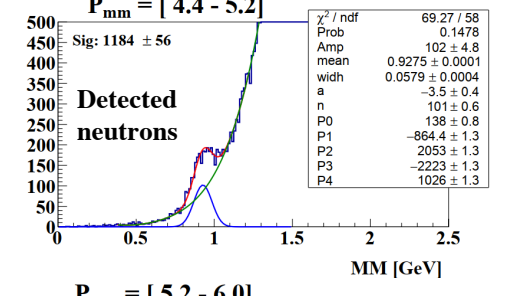 P_mm = [ 4.4 - 5.2]
Sig: 1184 ± 56
Detected
neutrons
χ² / ndf 69.27 / 58
Prob 0.1478
Amp 102 ± 4.8
mean 0.9275 ± 0.0001
widh 0.0579 ± 0.0004
a −3.5 ± 0.4
n 101 ± 0.6
P0 138 ± 0.8
P1 −864.4 ± 1.3
P2 2053 ± 1.3
P3 −2223 ± 1.3
P4 1026 ± 1.3
500
450
400
350
300
250
200
150
100
50
0
0 0.5 1 1.5 2 2.5
MM [GeV]
P = [ 5.2 - 6.0]